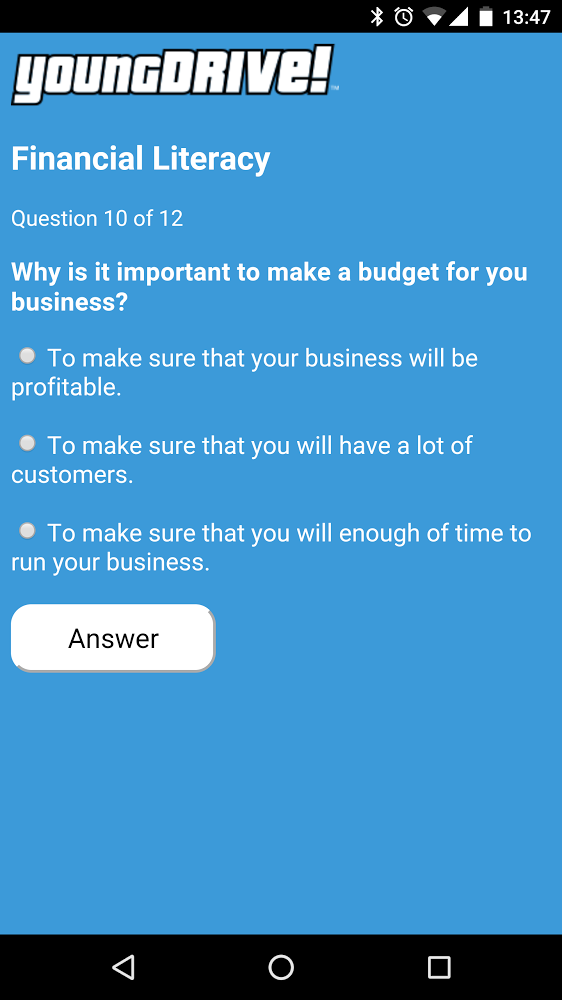 13:47
youngDRIVE!™
Financial Literacy
Question 10 of 12
Why is it important to make a budget for you
business?
To make sure that your business will be
profitable.
To make sure that you will have a lot of
customers.
To make sure that you will enough of time to
run your business.
Answer